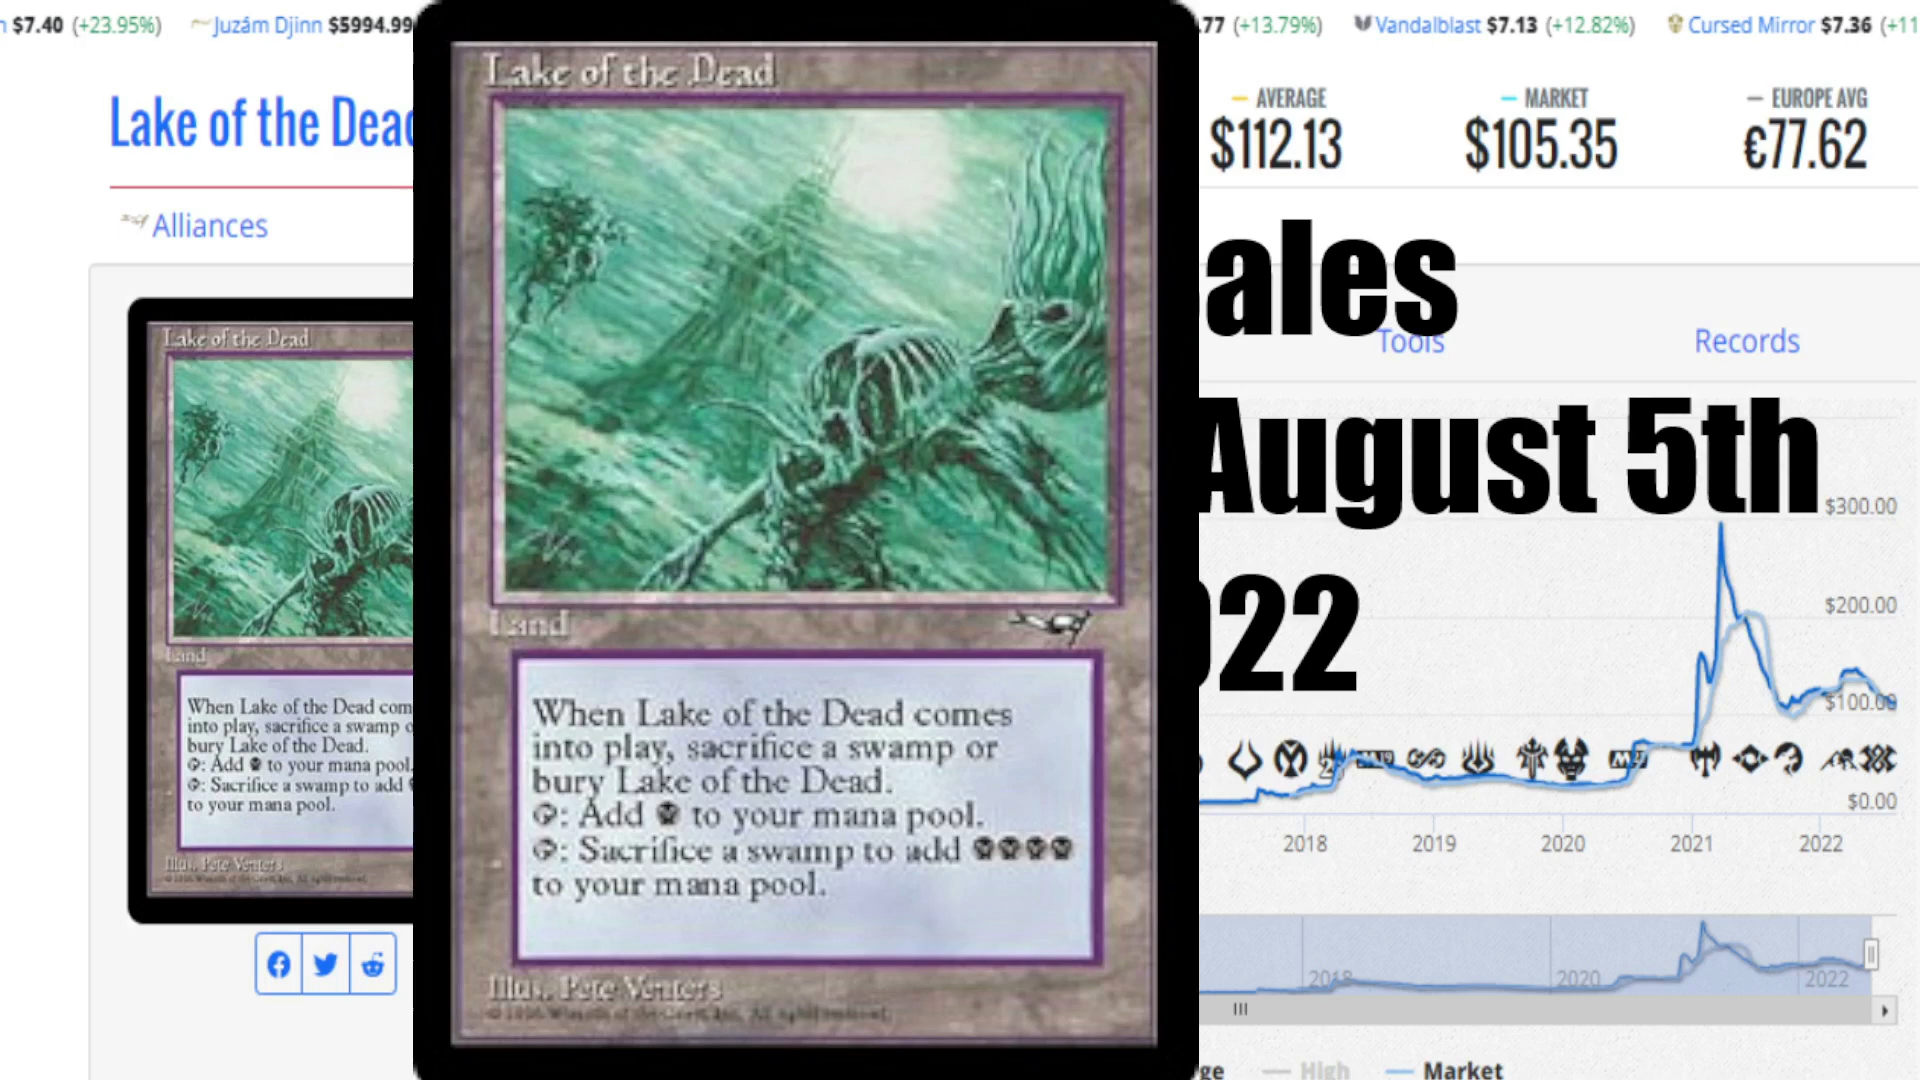 $7.40 (+23.95%) Juzám Djinn $5994.99 .77 (+13.79%) Vandalblast $7.13 (+12.82%) Cursed Mirror $7.36 (+11
Lake of the Dead
Alliances
AVERAGE MARKET EUROPE AVG
$112.13 $105.35 €77.62
Lake of the Dead
When Lake of the Dead com
into play, sacrifice a swamp o
bury Lake of the Dead.
: Add to your mana pool.
: Sacrifice a swamp to add
to your mana pool.
Land
Illus. Pete Venters
Lake of the Dead
Land
When Lake of the Dead comes
into play, sacrifice a swamp or
bury Lake of the Dead.
: Add to your mana pool.
: Sacrifice a swamp to add
to your mana pool.
Illus. Pete Venters
ales
August 5th
022
Tools Records
$300.00
$200.00
$100.00
$0.00
2018 2019 2020 2021 2022
2018 2020 2022
ge High Market